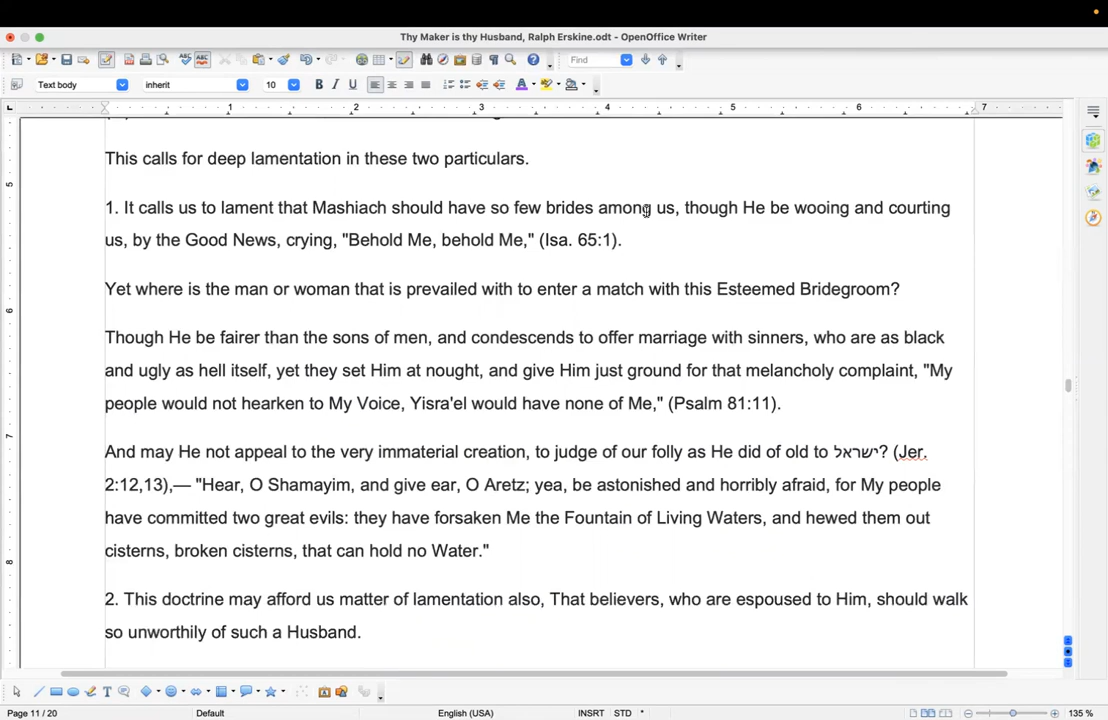 Thy Maker is thy Husband, Ralph Erskine.odt - OpenOffice Writer
Find
Text body inherit 10 B I U A
1 2 3 4 5 6 7
This calls for deep lamentation in these two particulars.
5
1. It calls us to lament that Mashiach should have so few brides among us, though He be wooing and courting
us, by the Good News, crying, "Behold Me, behold Me," (Isa. 65:1).
Yet where is the man or woman that is prevailed with to enter a match with this Esteemed Bridegroom?
6
Though He be fairer than the sons of men, and condescends to offer marriage with sinners, who are as black
and ugly as hell itself, yet they set Him at nought, and give Him just ground for that melancholy complaint, "My
people would not hearken to My Voice, Yisra'el would have none of Me," (Psalm 81:11).
7
And may He not appeal to the very immaterial creation, to judge of our folly as He did of old to ישראל? (Jer.
2:12,13),— "Hear, O Shamayim, and give ear, O Aretz; yea, be astonished and horribly afraid, for My people
have committed two great evils: they have forsaken Me the Fountain of Living Waters, and hewed them out
cisterns, broken cisterns, that can hold no Water."
8
2. This doctrine may afford us matter of lamentation also, That believers, who are espoused to Him, should walk
so unworthily of such a Husband.
Page 11 / 20 Default English (USA) INSRT STD * 135 %